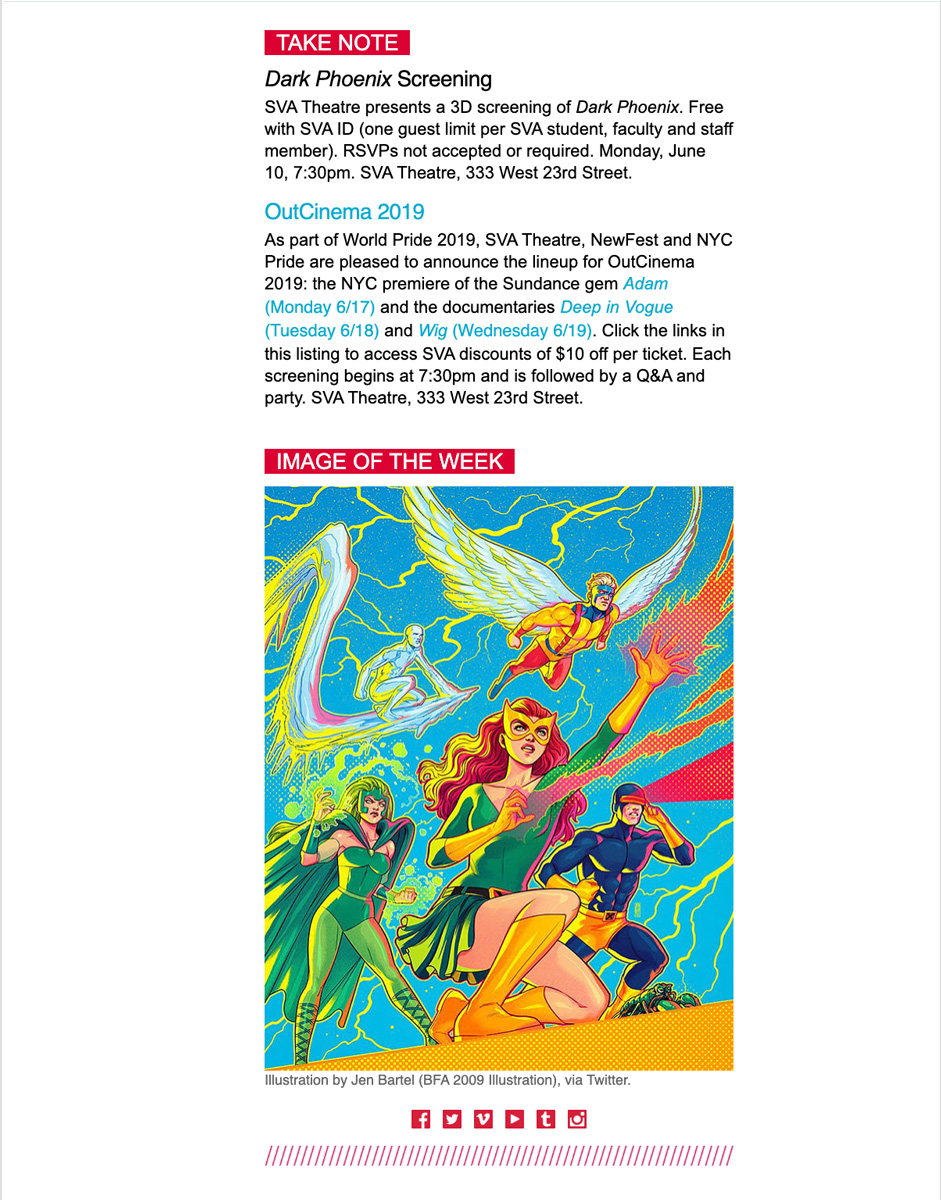 TAKE NOTE
Dark Phoenix Screening
SVA Theatre presents a 3D screening of Dark Phoenix. Free
with SVA ID (one guest limit per SVA student, faculty and staff
member). RSVPs not accepted or required. Monday, June
10, 7:30pm. SVA Theatre, 333 West 23rd Street.
OutCinema 2019
As part of World Pride 2019, SVA Theatre, NewFest and NYC
Pride are pleased to announce the lineup for OutCinema
2019: the NYC premiere of the Sundance gem Adam
(Monday 6/17) and the documentaries Deep in Vogue
(Tuesday 6/18) and Wig (Wednesday 6/19). Click the links in
this listing to access SVA discounts of $10 off per ticket. Each
screening begins at 7:30pm and is followed by a Q&A and
party. SVA Theatre, 333 West 23rd Street.
IMAGE OF THE WEEK
Illustration by Jen Bartel (BFA 2009 Illustration), via Twitter.